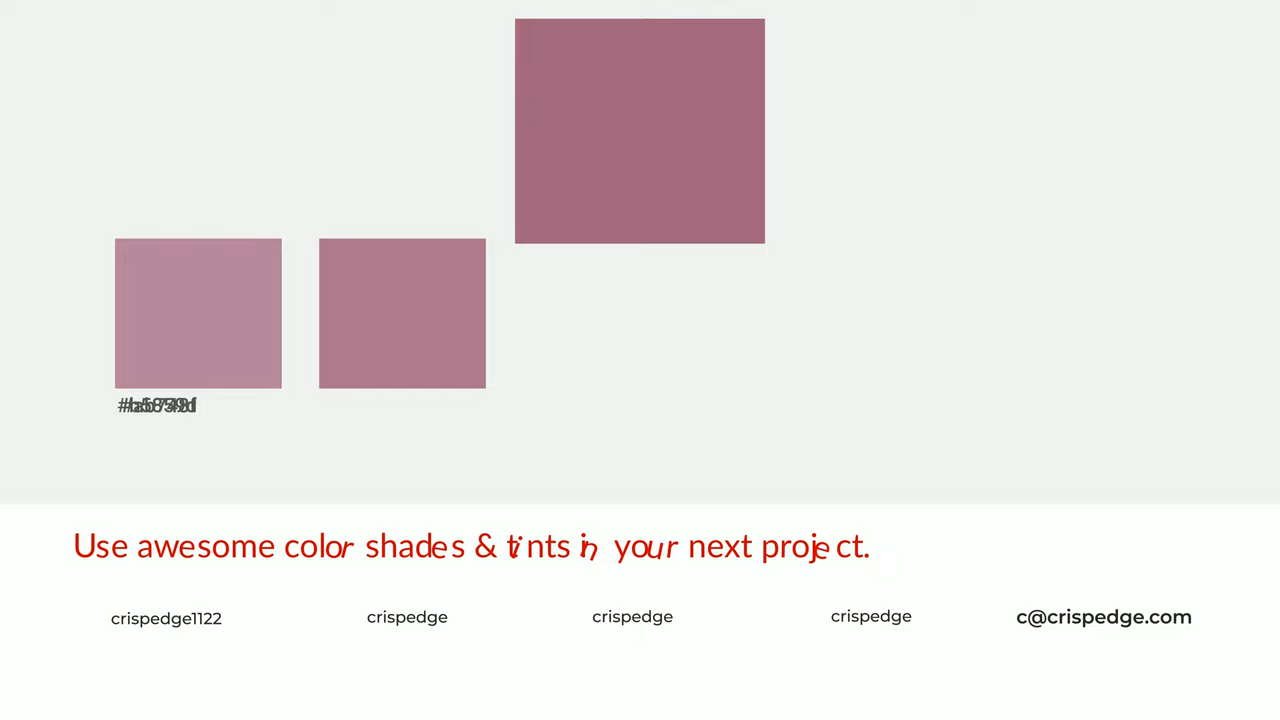 Use awesome color shades & tints in your next project.
crispedge1122 crispedge crispedge crispedge c@crispedge.com